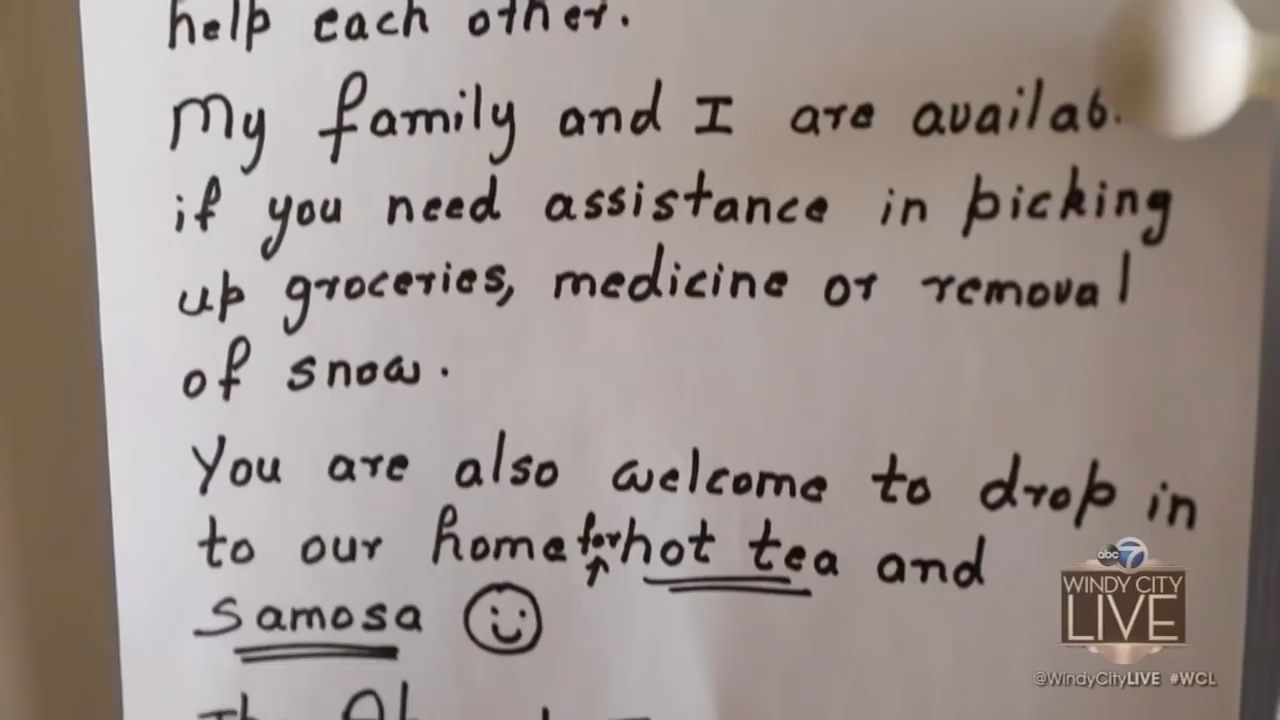 help each other.
My family and I are
if you need assistance in picking
up groceries, medicine or removal
of snow.
You are also welcome to drop in
to our home for hot tea and
Samosa
abc 7
WINDY CITY
LIVE
@WindyCityLIVE #WCL